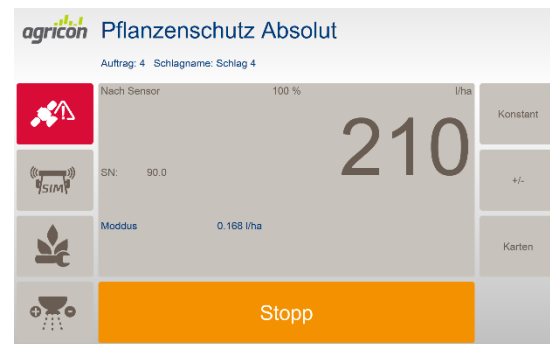 agricon Pflanzenschutz Absolut
Auftrag: 4 Schlagname: Schlag 4
Nach Sensor 100 % l/ha
210
Konstant
SIM
SN: 90.0
+/-
Moddus 0.168 l/ha
Karten
Stopp